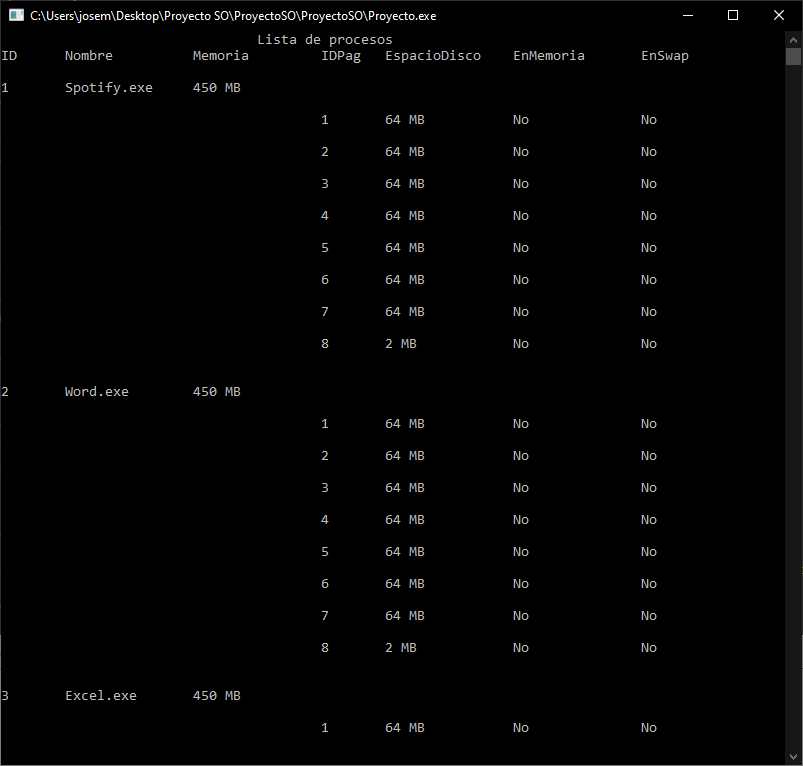 C:\Users\josem\Desktop\Proyecto SO\ProyectoSO\ProyectoSO\Proyecto.exe
Lista de procesos
ID Nombre Memoria IDPag EspacioDisco EnMemoria EnSwap
1 Spotify.exe 450 MB
1 64 MB No No
2 64 MB No No
3 64 MB No No
4 64 MB No No
5 64 MB No No
6 64 MB No No
7 64 MB No No
8 2 MB No No
2 Word.exe 450 MB
1 64 MB No No
2 64 MB No No
3 64 MB No No
4 64 MB No No
5 64 MB No No
6 64 MB No No
7 64 MB No No
8 2 MB No No
3 Excel.exe 450 MB
1 64 MB No No